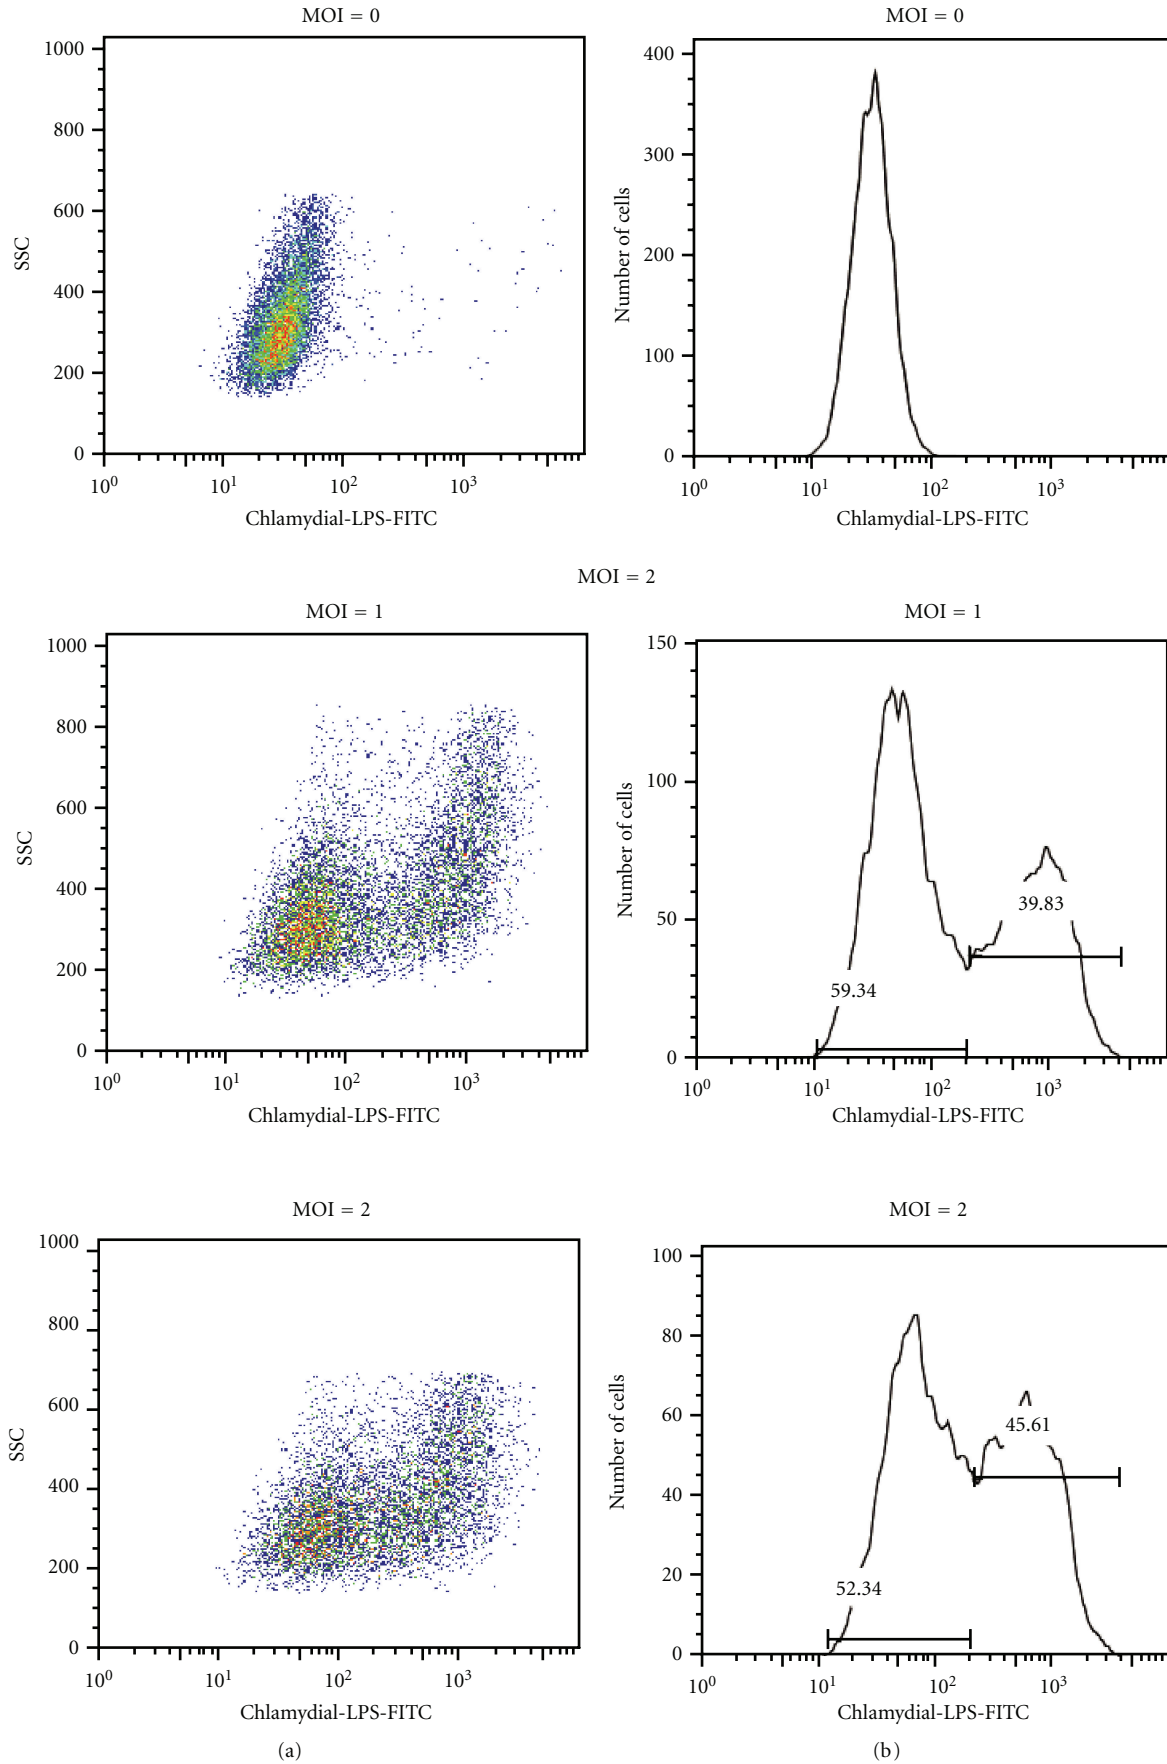 MOI = 0
1000
800
600
400
200
0
SSC
10⁰ 10¹ 10² 10³
Chlamydial-LPS-FITC
MOI = 0
400
300
200
100
0
Number of cells
10⁰ 10¹ 10² 10³
Chlamydial-LPS-FITC
MOI = 2
MOI = 1
1000
800
600
400
200
0
SSC
10⁰ 10¹ 10² 10³
Chlamydial-LPS-FITC
MOI = 1
150
100
50
0
Number of cells
39.83
59.34
10⁰ 10¹ 10² 10³
Chlamydial-LPS-FITC
MOI = 2
1000
800
600
400
200
0
SSC
10⁰ 10¹ 10² 10³
Chlamydial-LPS-FITC
(a)
MOI = 2
100
80
60
40
20
0
Number of cells
45.61
52.34
10⁰ 10¹ 10² 10³
Chlamydial-LPS-FITC
(b)